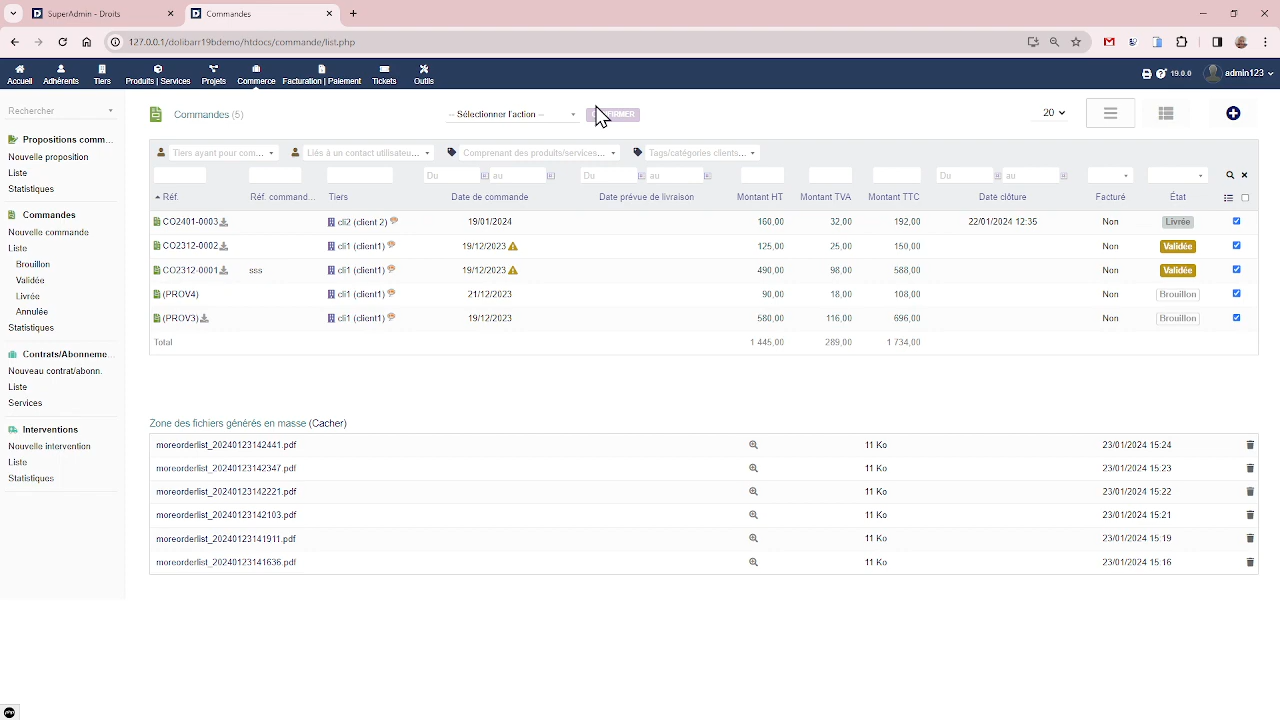 SuperAdmin - Droits
Commandes
127.0.0.1/dolibarr19bdemo/htdocs/commande/list.php
Accueil Adhérents Tiers Produits | Services Projets Commerce Facturation | Paiement Tickets Outils
19.0.0 admin123
Rechercher
Commandes (5) -- Sélectionner l'action -- 20
Propositions comm...
Nouvelle proposition
Liste
Statistiques
Commandes
Nouvelle commande
Liste
Brouillon
Validée
Livrée
Annulée
Statistiques
Contrats/Abonneme...
Nouveau contrat/abonn.
Liste
Services
Interventions
Nouvelle intervention
Liste
Statistiques
Tiers ayant pour com... Liés à un contact utilisateu... Comprenant des produits/services... Tags/catégories clients...
Du au Du au Du au
Réf. Réf. command... Tiers Date de commande Date prévue de livraison Montant HT Montant TVA Montant TTC Date clôture Facturé État
CO2401-0003 cli2 (client 2) 19/01/2024 160,00 32,00 192,00 22/01/2024 12:35 Non Livrée
CO2312-0002 cli1 (client1) 19/12/2023 125,00 25,00 150,00 Non Validée
CO2312-0001 sss cli1 (client1) 19/12/2023 490,00 98,00 588,00 Non Validée
(PROV4) cli1 (client1) 21/12/2023 90,00 18,00 108,00 Non Brouillon
(PROV3) cli1 (client1) 19/12/2023 580,00 116,00 696,00 Non Brouillon
Total 1 445,00 289,00 1 734,00
Zone des fichiers générés en masse (Cacher)
moreorderlist_20240123142441.pdf 11 Ko 23/01/2024 15:24
moreorderlist_20240123142347.pdf 11 Ko 23/01/2024 15:23
moreorderlist_20240123142221.pdf 11 Ko 23/01/2024 15:22
moreorderlist_20240123142103.pdf 11 Ko 23/01/2024 15:21
moreorderlist_20240123141911.pdf 11 Ko 23/01/2024 15:19
moreorderlist_20240123141636.pdf 11 Ko 23/01/2024 15:16
php